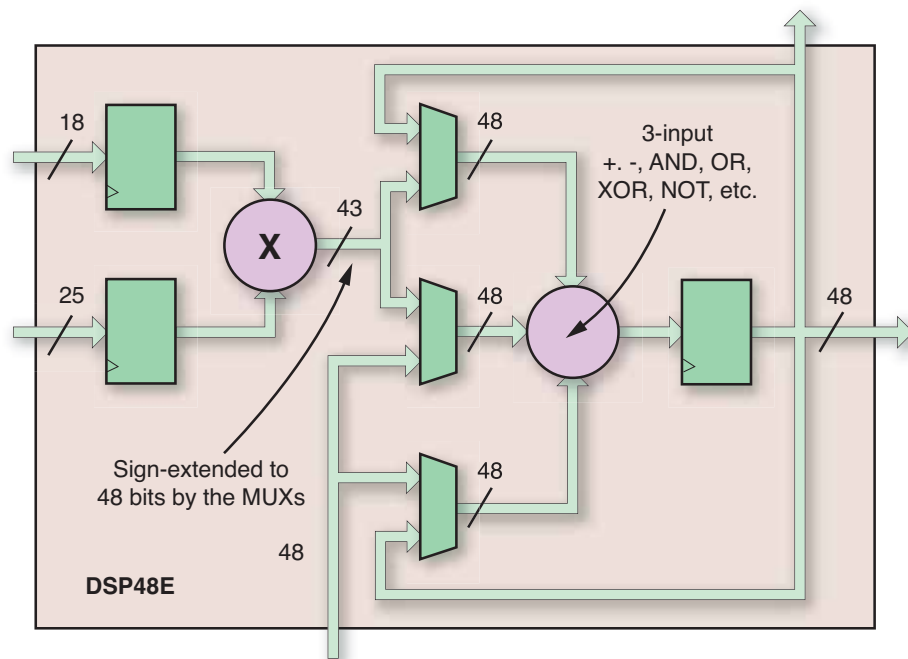 18
48
3-input
+. -, AND, OR,
XOR, NOT, etc.
43
X
25
48
48
Sign-extended to
48 bits by the MUXs
48
48
DSP48E